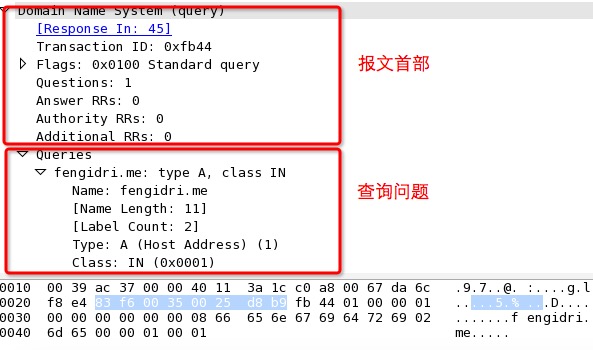 Domain Name System (query)
[Response In: 45]
Transaction ID: 0xfb44
Flags: 0x0100 Standard query
Questions: 1
Answer RRs: 0
Authority RRs: 0
Additional RRs: 0
报文首部
Queries
fengidri.me: type A, class IN
Name: fengidri.me
[Name Length: 11]
[Label Count: 2]
Type: A (Host Address) (1)
Class: IN (0x0001)
查询问题
0010 00 39 ac 37 00 00 40 11 3a 1c c0 a8 00 67 da 6c .9.7..@. :....g.l
0020 f8 e4 83 f6 00 35 00 25 d8 b9 fb 44 01 00 00 01 .....5.% ...D....
0030 00 00 00 00 00 00 08 66 65 6e 67 69 64 72 69 02 .......f engidri.
0040 6d 65 00 00 01 00 01 me.....